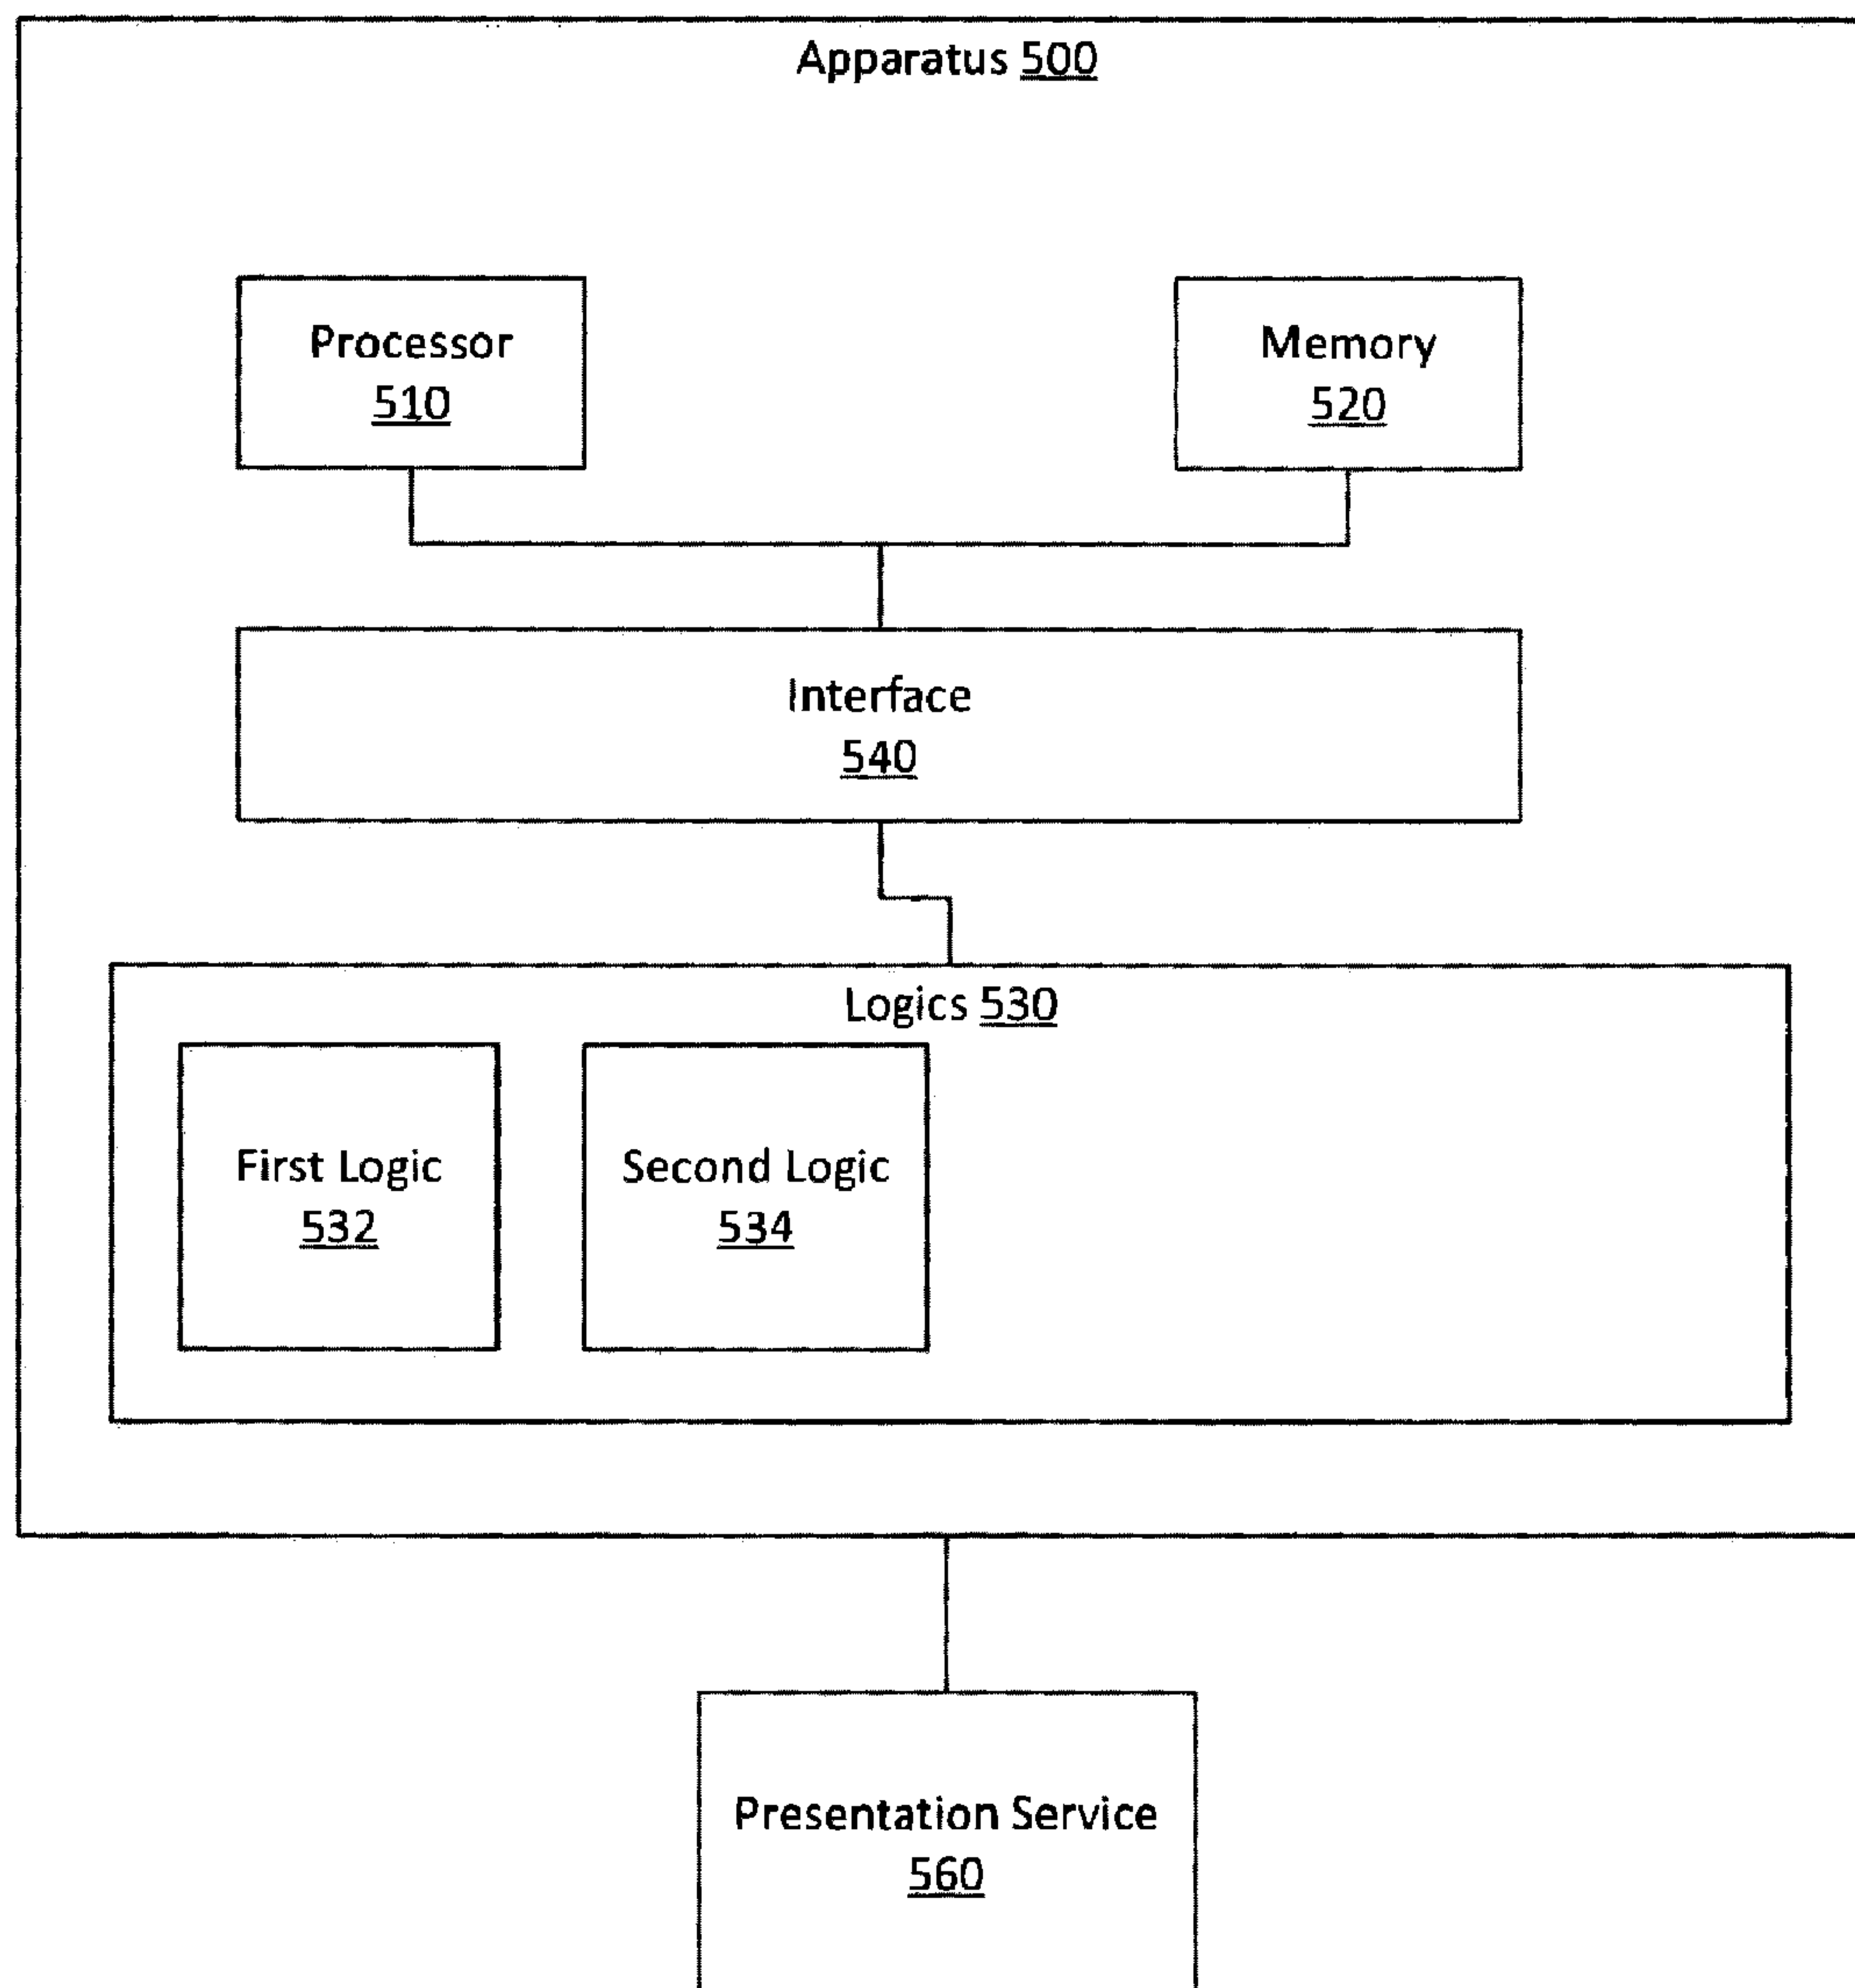 Apparatus 500
Processor
510
Memory
520
Interface
540
Logics 530
First Logic
532
Second Logic
534
Presentation Service
560